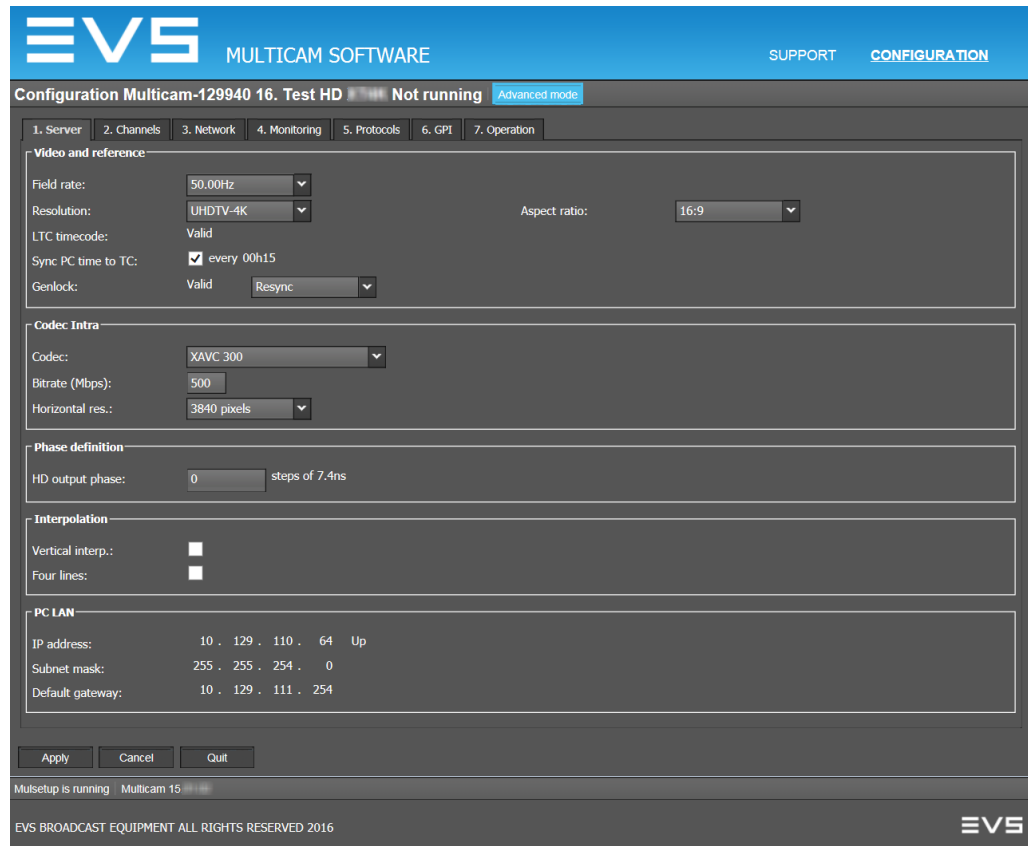 EVS MULTICAM SOFTWARE SUPPORT CONFIGURATION
Configuration Multicam-129940 16. Test HD Not running Advanced mode
1. Server 2. Channels 3. Network 4. Monitoring 5. Protocols 6. GPI 7. Operation
Video and reference
Field rate: 50.00Hz
Resolution: UHDTV-4K Aspect ratio: 16:9
LTC timecode: Valid
Sync PC time to TC: every 00h15
Genlock: Valid Resync
Codec Intra
Codec: XAVC 300
Bitrate (Mbps): 500
Horizontal res.: 3840 pixels
Phase definition
HD output phase: 0 steps of 7.4ns
Interpolation
Vertical interp.:
Four lines:
PC LAN
IP address: 10 . 129 . 110 . 64 Up
Subnet mask: 255 . 255 . 254 . 0
Default gateway: 10 . 129 . 111 . 254
Apply Cancel Quit
Mulsetup is running Multicam 15
EVS BROADCAST EQUIPMENT ALL RIGHTS RESERVED 2016 EVS